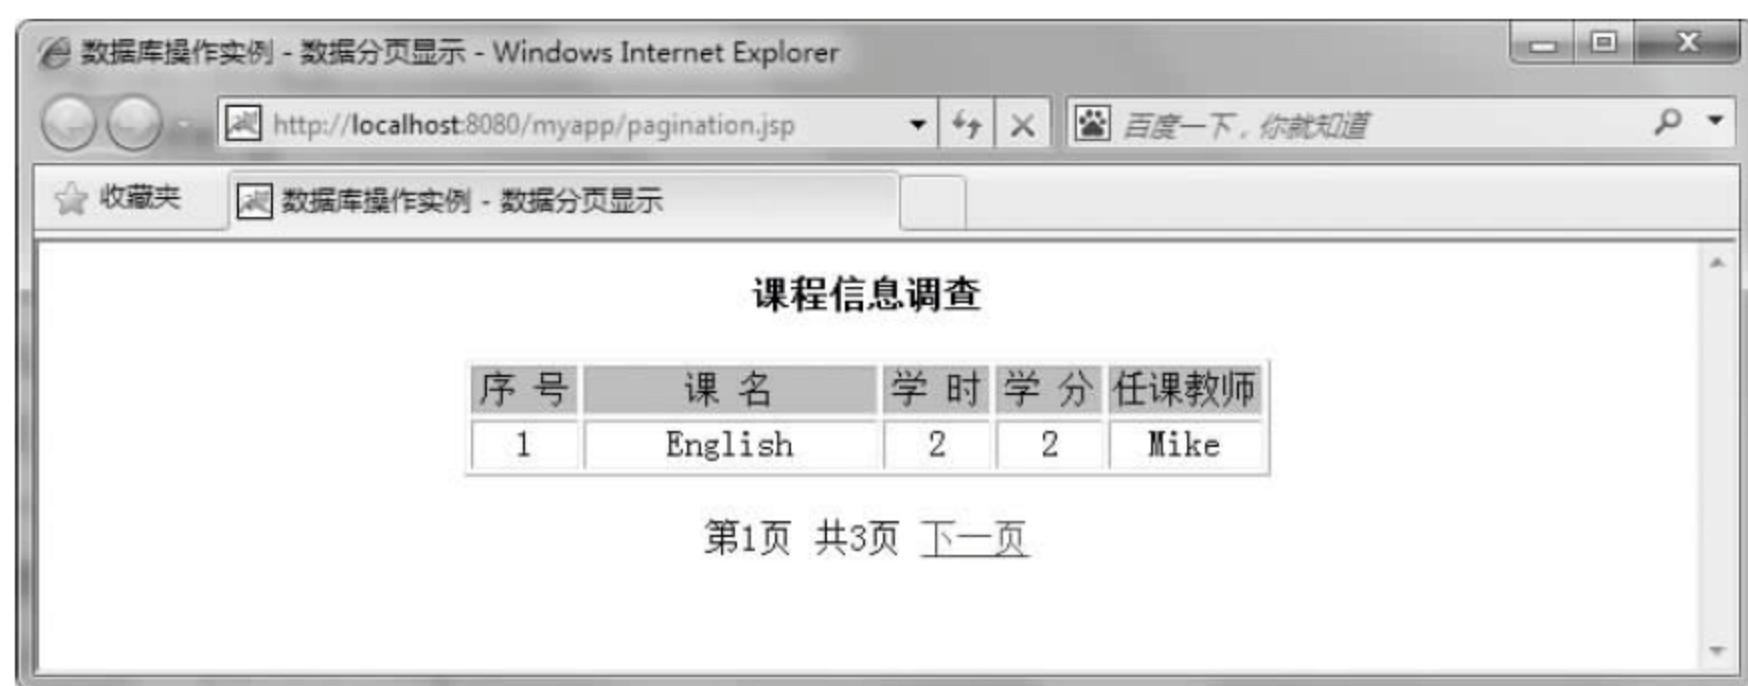 数据库操作实例 - 数据分页显示 - Windows Internet Explorer
http://localhost:8080/myapp/pagination.jsp 百度一下，你就知道
收藏夹 数据库操作实例 - 数据分页显示
课程信息调查
序 号 课 名 学 时 学 分 任课教师
1 English 2 2 Mike
第1页 共3页 下一页